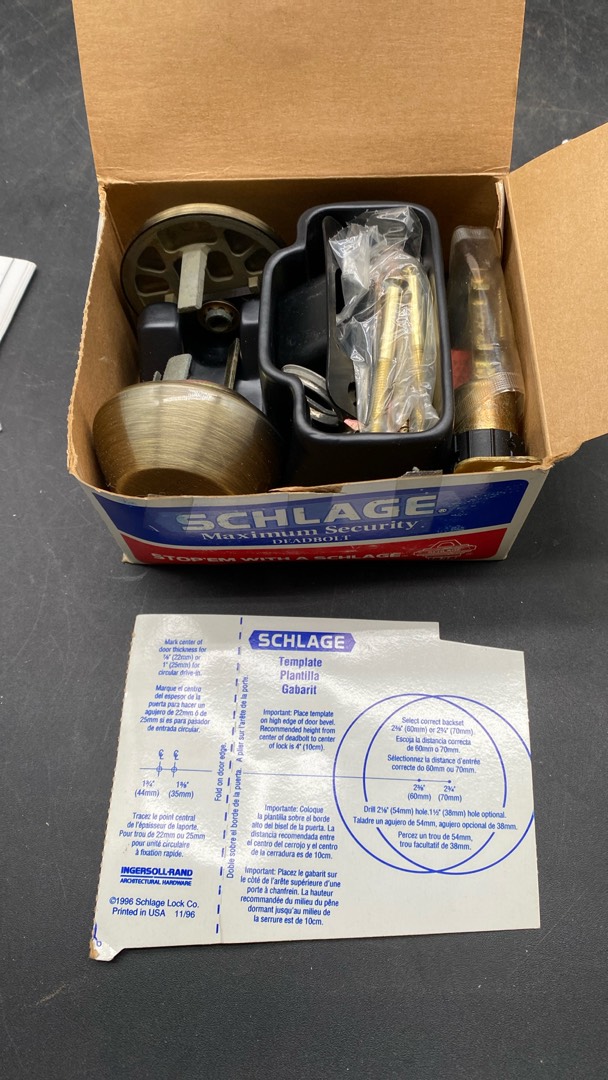 SCHLAGE®
Maximum Security
DEADBOLT
STOP'EM WITH A SCHLAGE
Mark center of
door thickness for
⅞" (22mm) or
1" (25mm) for
circular drive-in.
Marque el centro
del espesor de la
puerta para hacer un
agujero de 22mm ó de
25mm si es para pasador
de entrada circular.
1¾" 1⅜"
(44mm) (35mm)
Tracez le point central
de l'épaisseur de laporte.
Pour trou de 22mm ou 25mm
pour unité circulaire
à fixation rapide.
INGERSOLL-RAND
ARCHITECTURAL HARDWARE
©1996 Schlage Lock Co.
Printed in USA 11/96
Fold on door edge.
Doble sobre el borde de la puerta. A plier sur l'arête de la porte.
SCHLAGE
Template
Plantilla
Gabarit
Important: Place template
on high edge of door bevel.
Recommended height from
center of deadbolt to center
of lock is 4" (10cm).
Importante: Coloque
la plantilla sobre el borde
alto del bisel de la puerta. La
distancia recomendada entre
el centro del cerrojo y el centro
de la cerradura es de 10cm.
Important: Placez le gabarit sur
le côté de l'arête supérieure d'une
porte à chanfrein. La hauteur
recommandée du milieu du pêne
dormant jusqu'au milieu de
la serrure est de 10cm.
Select correct backset
2⅜" (60mm) or 2¾" (70mm).
Escoja la distancia correcta
de 60mm o 70mm.
Sélectionnez la distance d'entrée
correcte do 60mm ou 70mm.
2⅜" 2¾"
(60mm) (70mm)
Drill 2⅛" (54mm) hole.1½" (38mm) hole optional.
Taladre un agujero de 54mm, agujero opcional de 38mm.
Percez un trou de 54mm,
trou facultatif de 38mm.